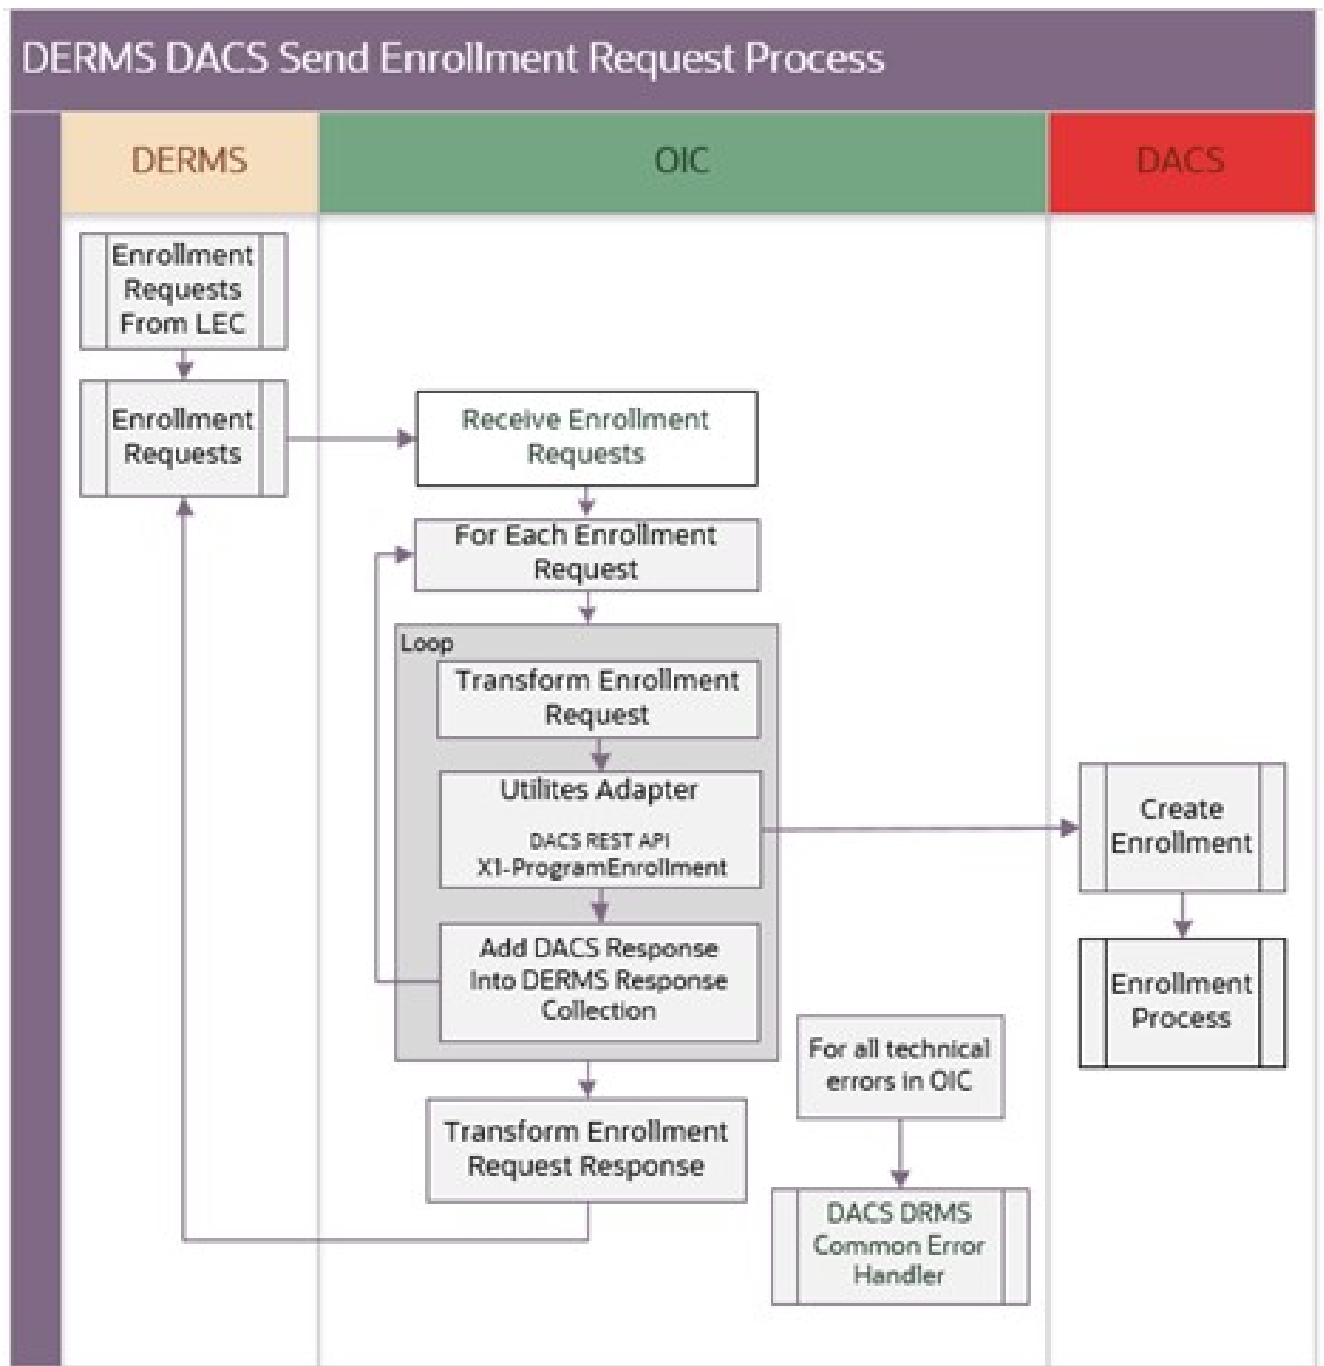 DERMS DACS Send Enrollment Request Process
DERMS
OIC
DACS
Enrollment
Requests
From LEC
Enrollment
Requests
Receive Enrollment
Requests
For Each Enrollment
Request
Loop
Transform Enrollment
Request
Utilites Adapter
DACS REST API
X1-ProgramEnrollment
Add DACS Response
Into DERMS Response
Collection
Transform Enrollment
Request Response
For all technical
errors in OIC
DACS DRMS
Common Error
Handler
Create
Enrollment
Enrollment
Process